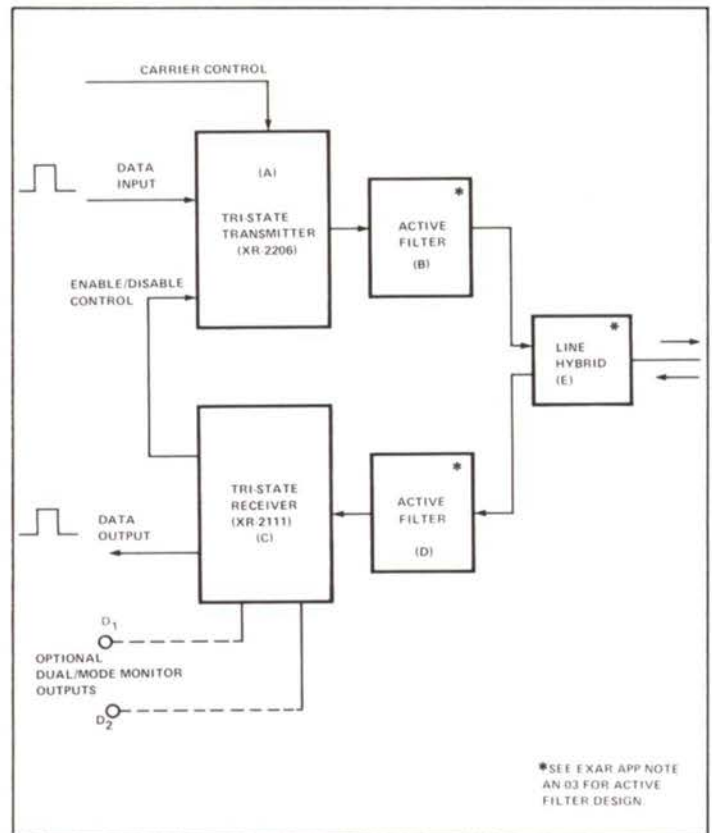 CARRIER CONTROL
DATA
INPUT
(A)
TRI-STATE
TRANSMITTER
(XR-2206)
*
ACTIVE
FILTER
(B)
ENABLE/DISABLE
CONTROL
*
LINE
HYBRID
(E)
TRI-STATE
RECEIVER
(XR-2111)
(C)
*
ACTIVE
FILTER
(D)
DATA
OUTPUT
D1
OPTIONAL
DUAL/MODE MONITOR
OUTPUTS
D2
*SEE EXAR APP NOTE
AN 03 FOR ACTIVE
FILTER DESIGN.